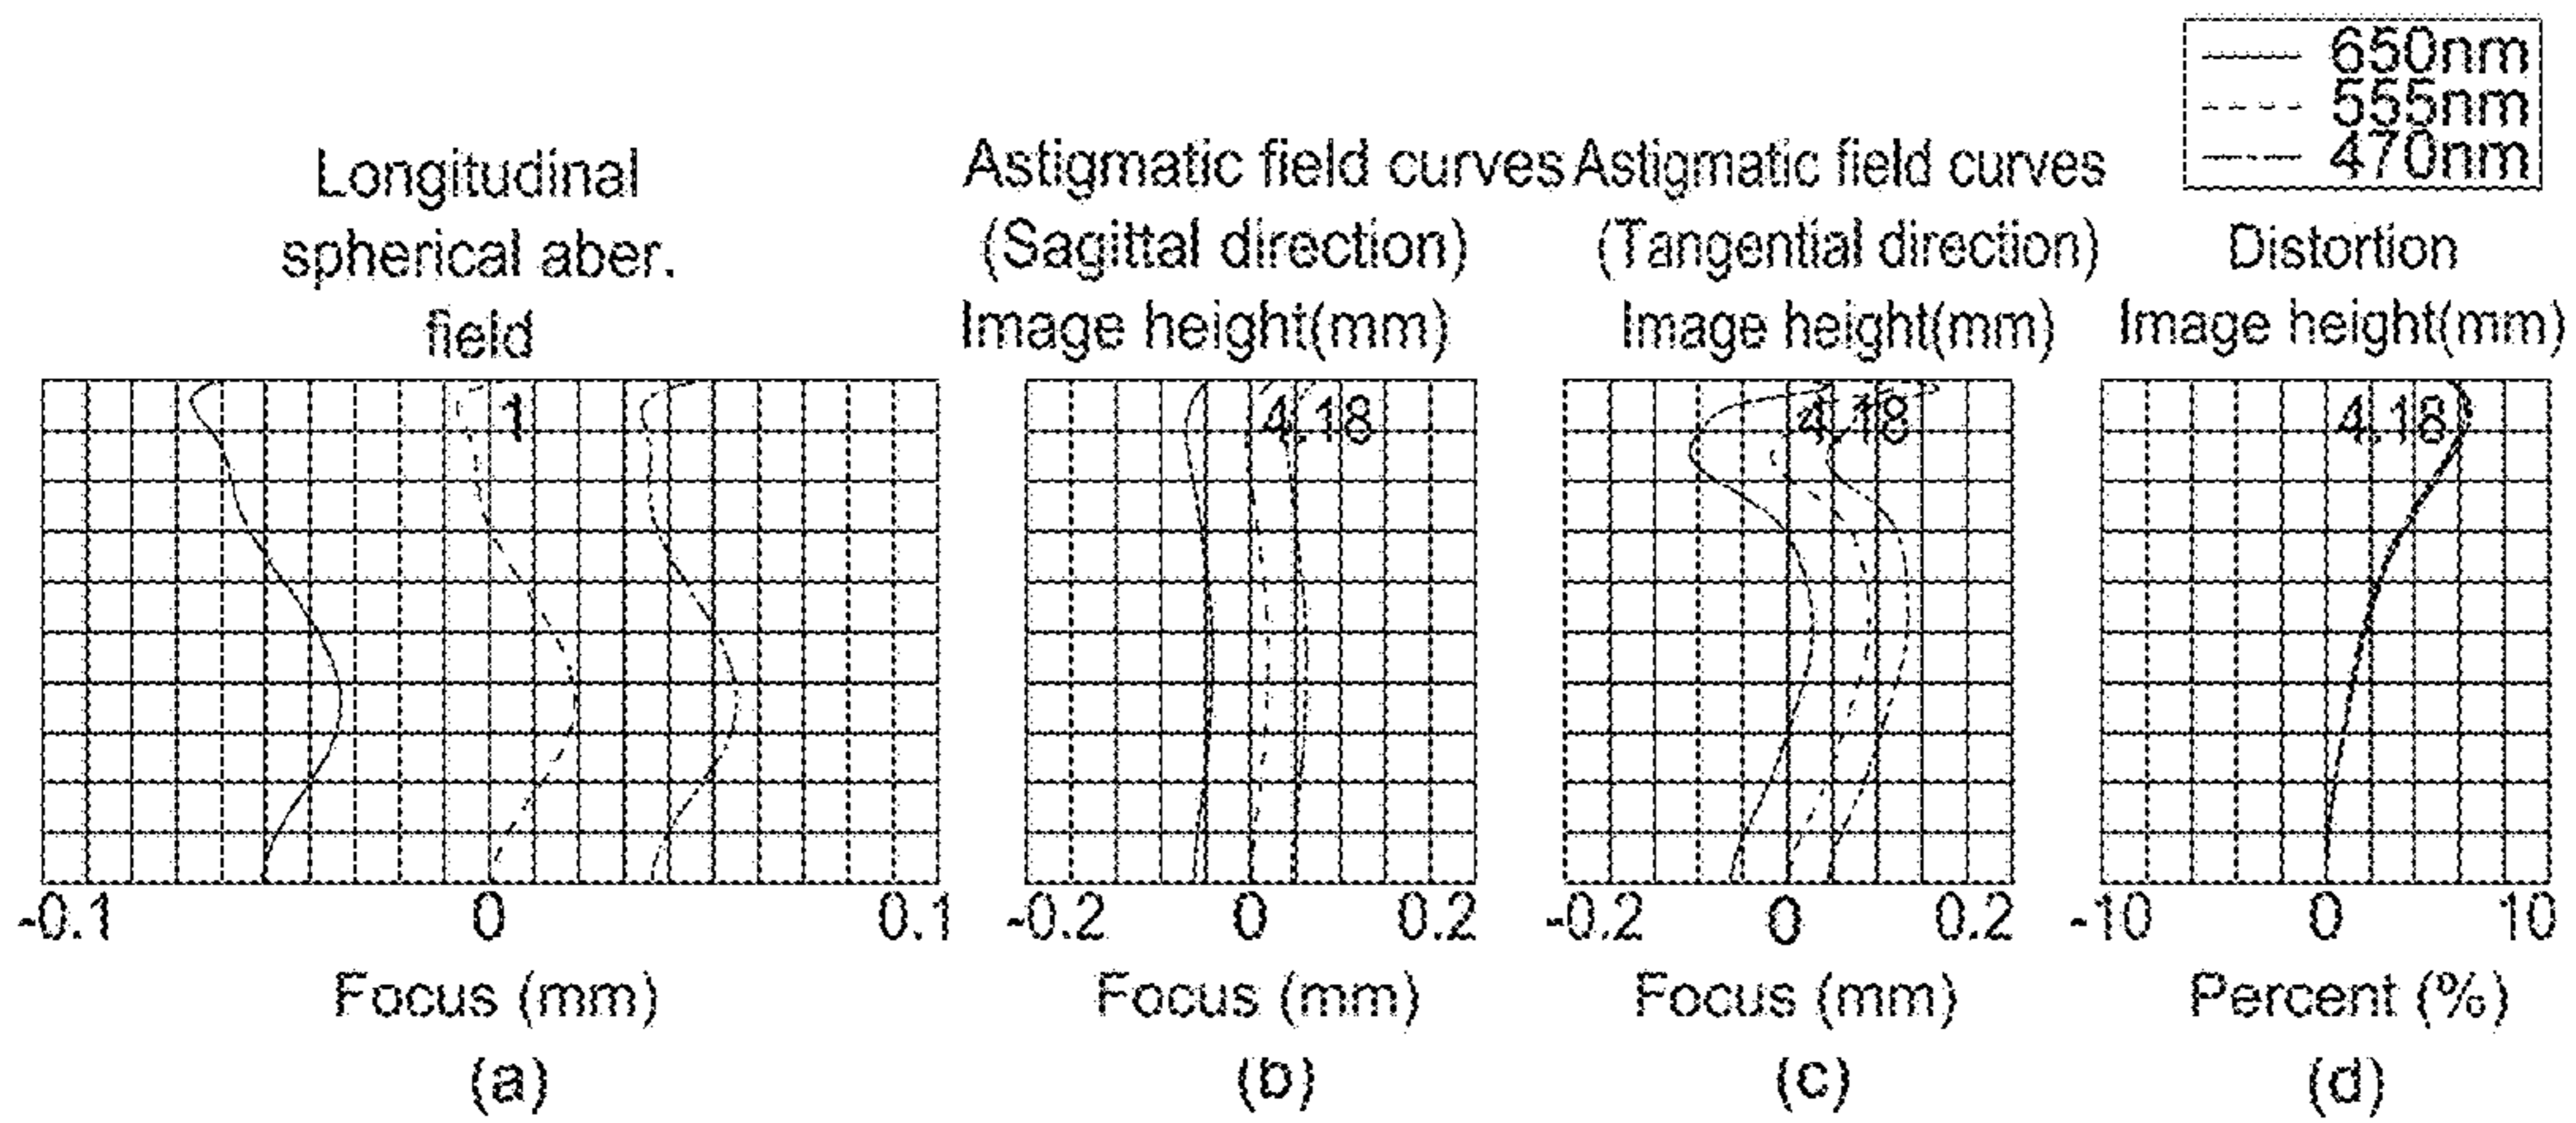 650nm
555nm
470nm
Longitudinal
spherical aber.
field
Astigmatic field curves
(Sagittal direction)
Image height(mm)
Astigmatic field curves
(Tangential direction)
Image height(mm)
Distortion
Image height(mm)
1
4.18
4.18
4.18
-0.1 0 0.1
Focus (mm)
(a)
-0.2 0 0.2
Focus (mm)
(b)
-0.2 0 0.2
Focus (mm)
(c)
-10 0 10
Percent (%)
(d)